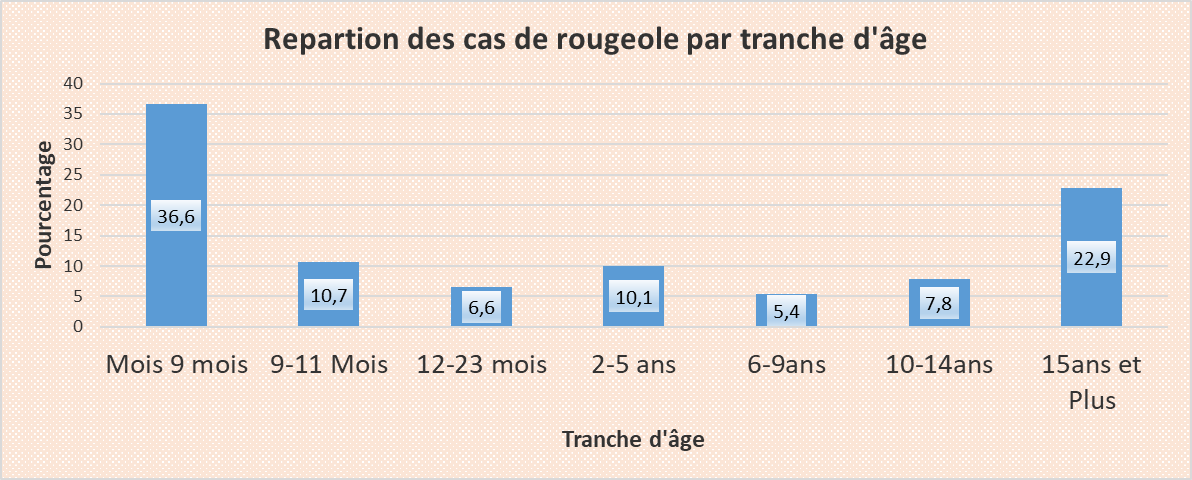 Repartion des cas de rougeole par tranche d'âge
Pourcentage
40
35
30
25
20
15
10
5
0
36,6
10,7
6,6
10,1
5,4
7,8
22,9
Mois 9 mois
9-11 Mois
12-23 mois
2-5 ans
6-9ans
10-14ans
15ans et
Plus
Tranche d'âge